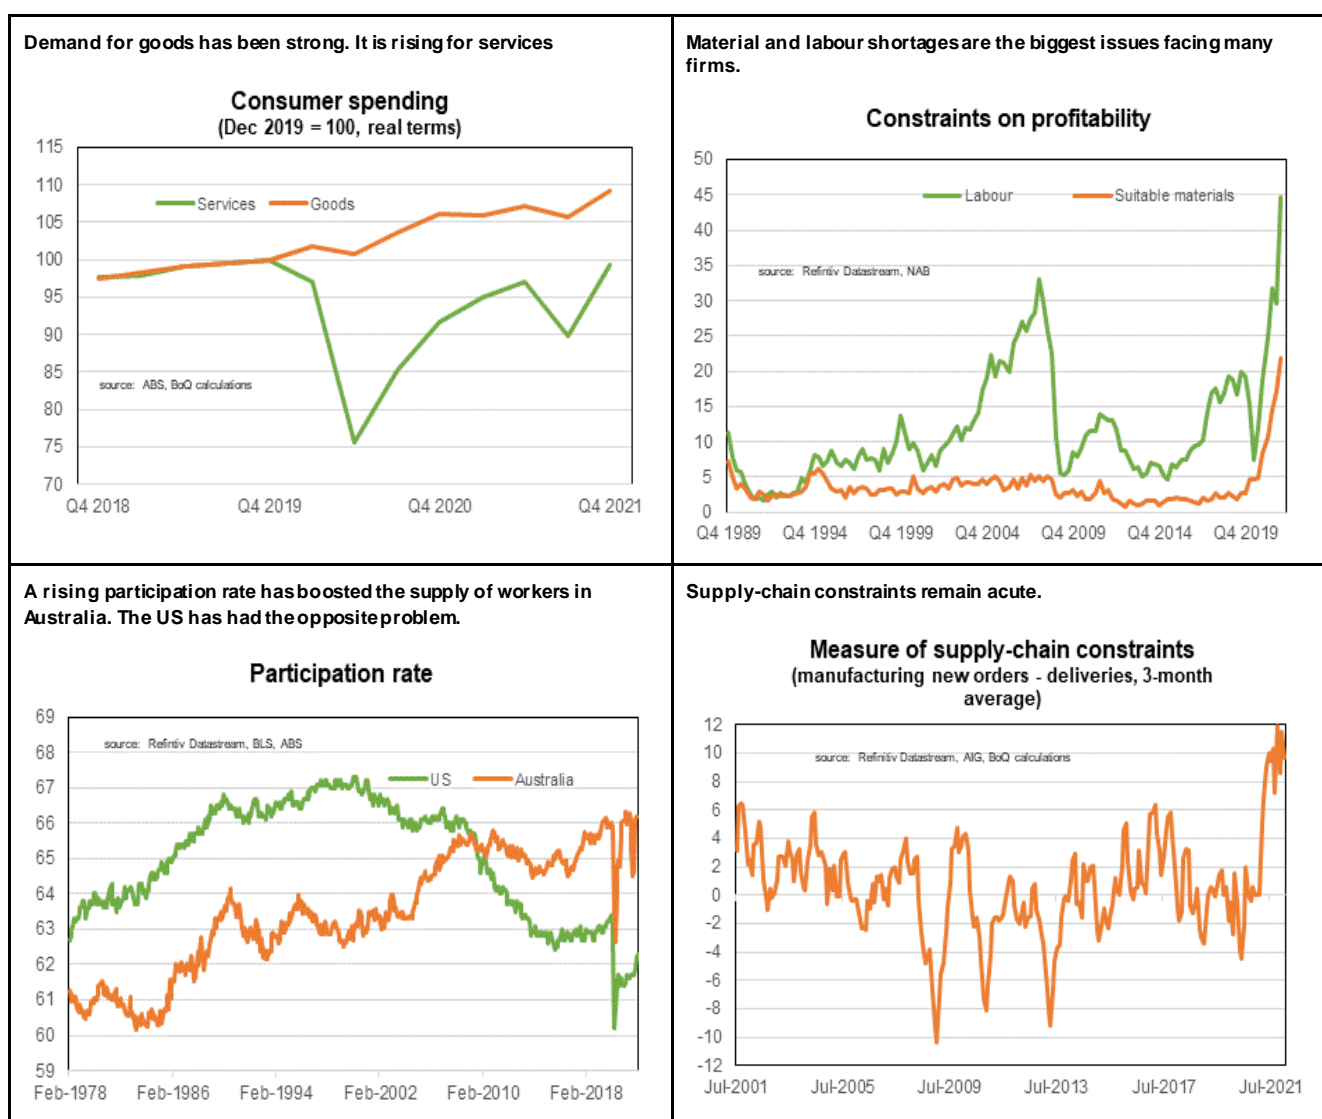 Demand for goods has been strong. It is rising for services
Consumer spending
(Dec 2019 = 100, real terms)
115
110
105
100
95
90
85
80
75
70
Services
Goods
source: ABS, BoQ calculations
Q4 2018
Q4 2019
Q4 2020
Q4 2021
Material and labour shortages are the biggest issues facing many
firms.
Constraints on profitability
50
45
40
35
30
25
20
15
10
5
0
Labour
Suitable materials
source: Refintiv Datastream, NAB
Q4 1989
Q4 1994
Q4 1999
Q4 2004
Q4 2009
Q4 2014
Q4 2019
A rising participation rate has boosted the supply of workers in
Australia. The US has had the opposite problem.
Participation rate
69
68
67
66
65
64
63
62
61
60
59
source: Refintiv Datastream, BLS, ABS
US
Australia
Feb-1978
Feb-1986
Feb-1994
Feb-2002
Feb-2010
Feb-2018
Supply-chain constraints remain acute.
Measure of supply-chain constraints
(manufacturing new orders - deliveries, 3-month
average)
12
10
8
6
4
2
0
-2
-4
-6
-8
-10
-12
source: Refinitiv Datastream, AIG, BoQ calculations
Jul-2001
Jul-2005
Jul-2009
Jul-2013
Jul-2017
Jul-2021